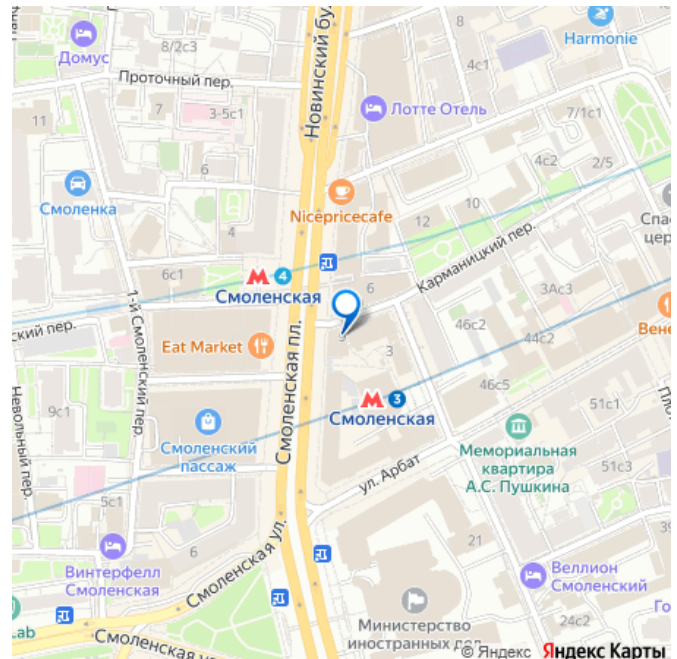 8
Домус
8/2с3
Harmonie
4с1
Проточный пер.
Новинский бу
7
3-5с1
Лотте Отель
11
7/1с1
6
4с2
2/5
Смоленка
Nicepricecafe
10
4
12
Спас
цер
6с1
4
6
Карманицкий пер.
3Ас3
Смоленская
ский пер.
1-й Смоленский пер.
46с2
Eat Market
Смоленская пл.
3
44с2
Вене
46с5
9с1
3
Невольный пер.
Смоленская
51с1
Смоленский
пассаж
ул. Арбат
Мемориальная
квартира
А.С. Пушкина
51с3
5с1
Смоленская ул.
6
21
39
Винтерфелл
Смоленская
Веллион
Смоленский
Lab
24с2
Го
Министерство
иностранных дел
Смоленская у
© Яндекс Яндекс Карты